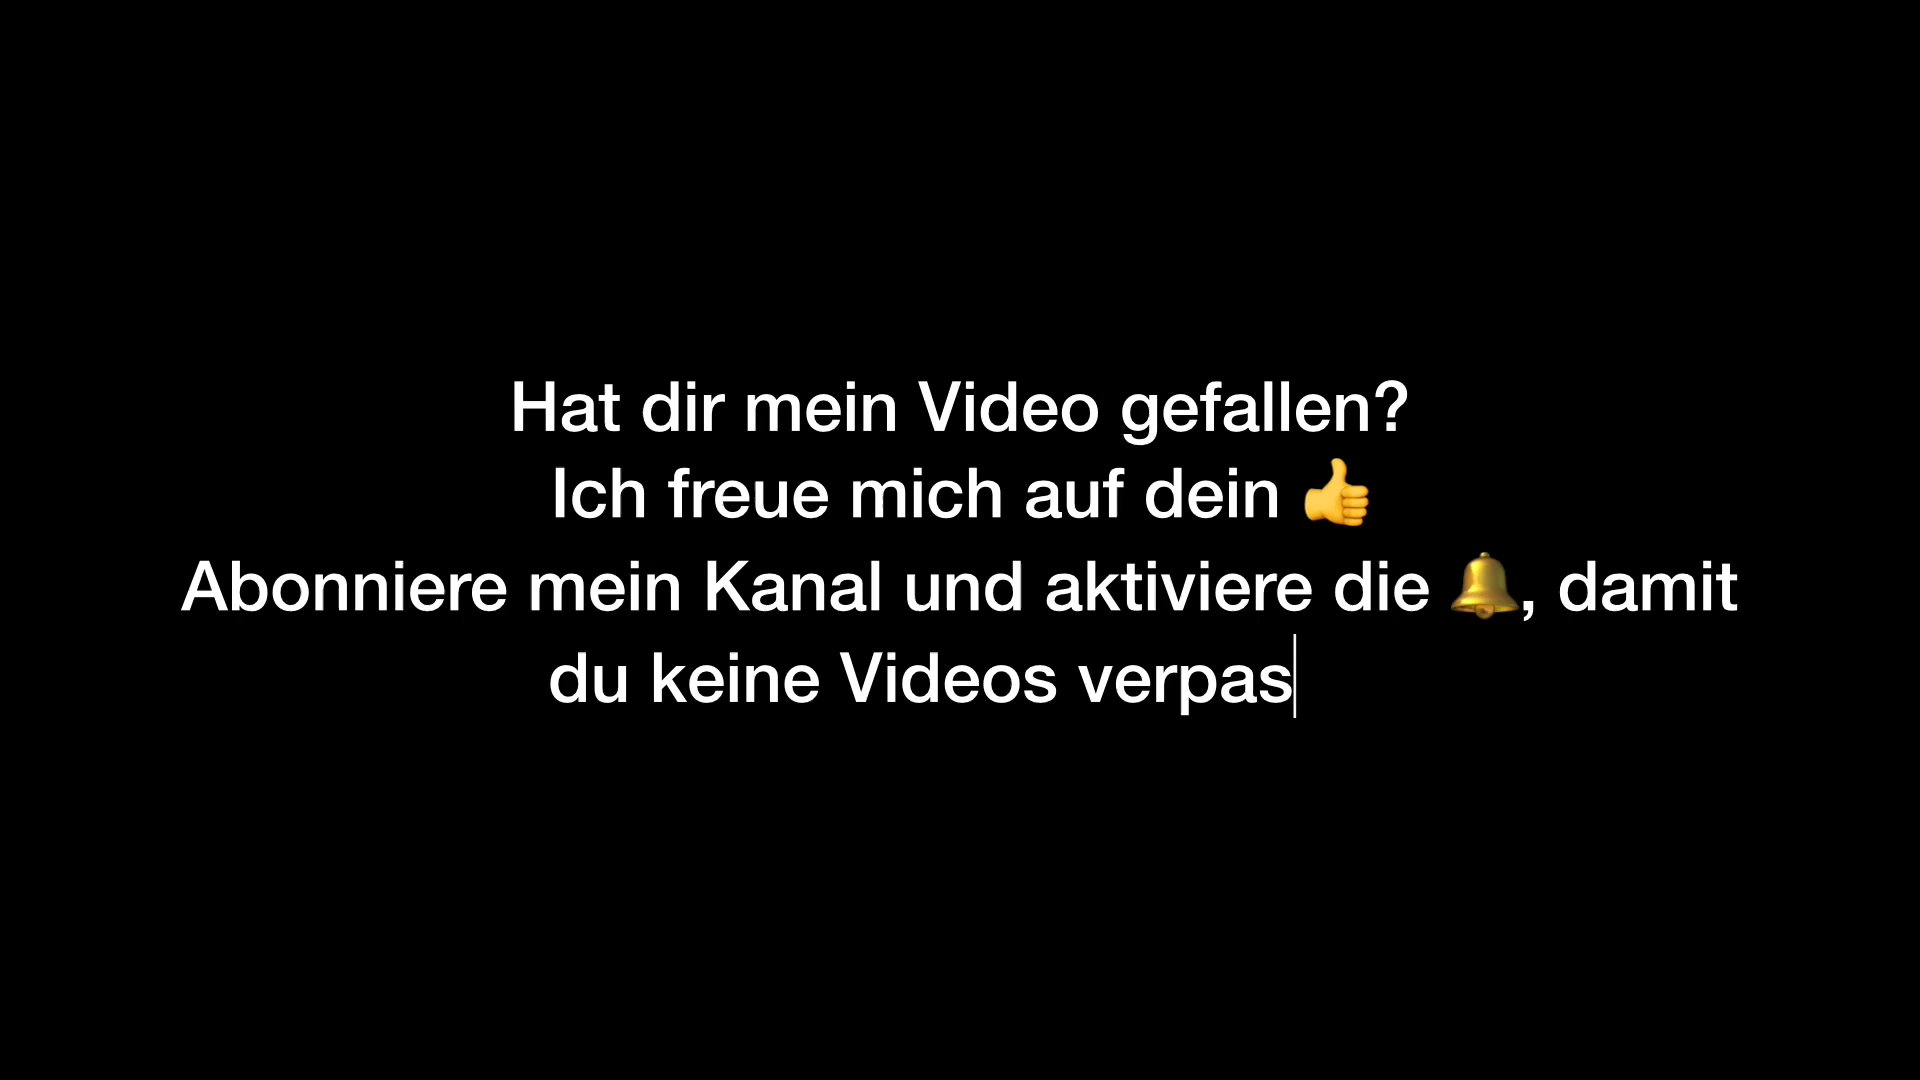 Hat dir mein Video gefallen?
Ich freue mich auf dein 👍
Abonniere mein Kanal und aktiviere die 🔔, damit
du keine Videos verpas